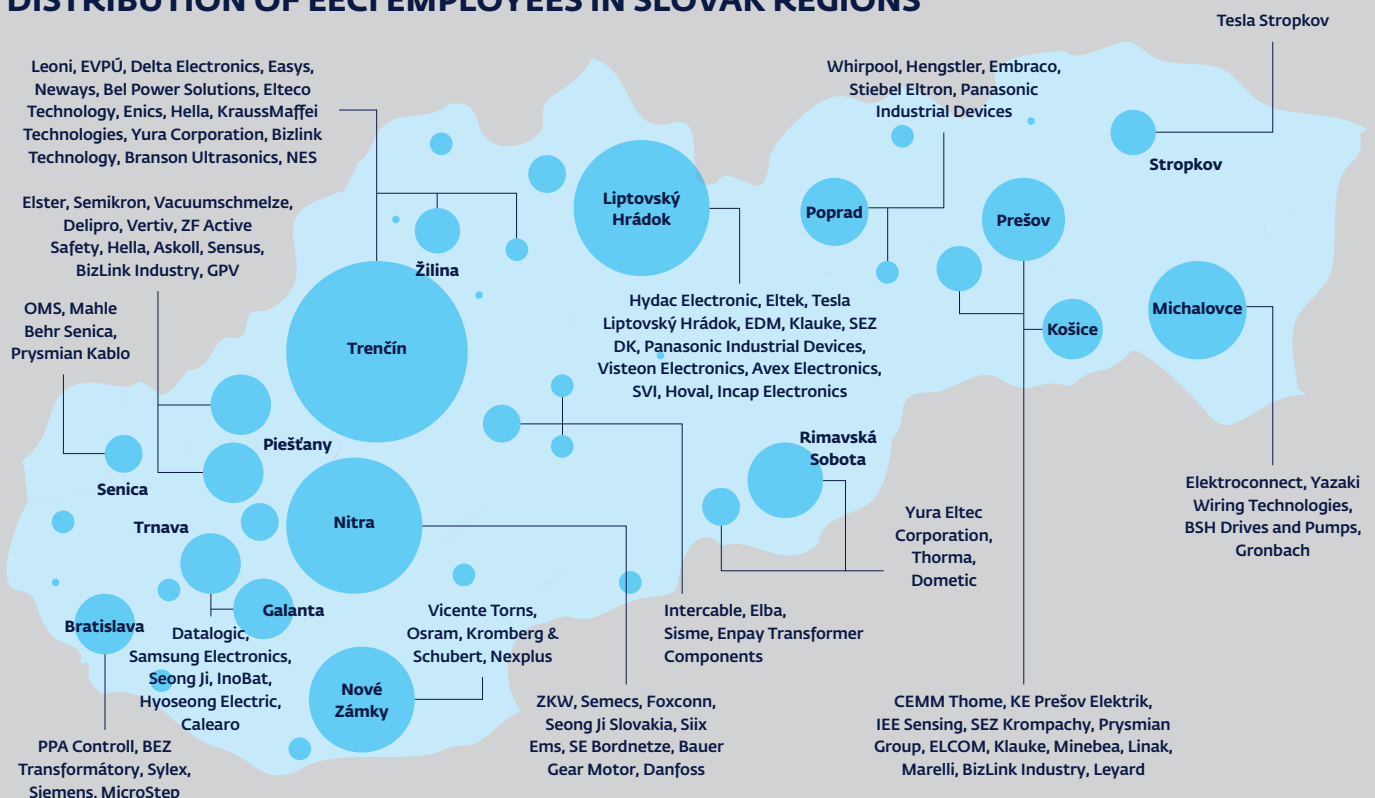 DISTRIBUTION OF EECI EMPLOYEES IN SLOVAK REGIONS
Tesla Stropkov
Leoni, EVPÚ, Delta Electronics, Easys,
Neways, Bel Power Solutions, Elteco
Technology, Enics, Hella, KraussMaffei
Technologies, Yura Corporation, Bizlink
Technology, Branson Ultrasonics, NES
Whirpool, Hengstler, Embraco,
Stiebel Eltron, Panasonic
Industrial Devices
Stropkov
Elster, Semikron, Vacuumschmelze,
Delipro, Vertiv, ZF Active
Safety, Hella, Askoll, Sensus,
BizLink Industry, GPV
Liptovský
Hrádok
Poprad
Prešov
Žilina
OMS, Mahle
Behr Senica,
Prysmian Kablo
Trenčín
Hydac Electronic, Eltek, Tesla
Liptovský Hrádok, EDM, Klauke, SEZ
DK, Panasonic Industrial Devices,
Visteon Electronics, Avex Electronics,
SVI, Hoval, Incap Electronics
Michalovce
Košice
Piešťany
Senica
Rimavská
Sobota
Elektroconnect, Yazaki
Wiring Technologies,
BSH Drives and Pumps,
Gronbach
Trnava
Nitra
Yura Eltec
Corporation,
Thorma,
Dometic
Bratislava
Galanta
Datalogic,
Samsung Electronics,
Seong Ji, InoBat,
Hyoseong Electric,
Calearo
Vicente Torns,
Osram, Kromberg &
Schubert, Nexplus
Intercable, Elba,
Sisme, Enpay Transformer
Components
Nové
Zámky
PPA Controll, BEZ
Transformátory, Sylex,
Siemens, MicroStep
ZKW, Semecs, Foxconn,
Seong Ji Slovakia, Siix
Ems, SE Bordnetze, Bauer
Gear Motor, Danfoss
CEMM Thome, KE Prešov Elektrik,
IEE Sensing, SEZ Krompachy, Prysmian
Group, ELCOM, Klauke, Minebea, Linak,
Marelli, BizLink Industry, Leyard